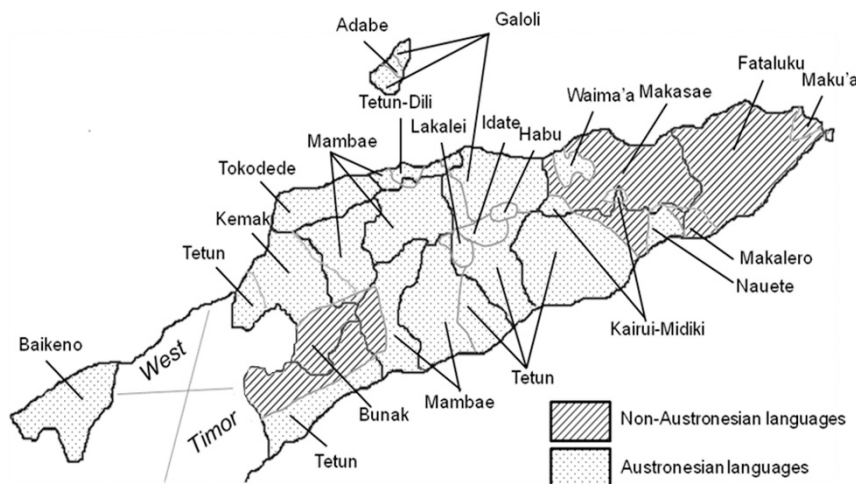 Galoli
Adabe
Fataluku
Maku'a
Tetun-Dili
Waima'a
Makasae
Idate
Lakalei
Habu
Mambae
Tokodede
Kemak
Tetun
Makalero
Nauete
Kairui-Midiki
Baikeno
West
Timor
Tetun
Bunak
Mambae
Tetun
Non-Austronesian languages
Austronesian languages